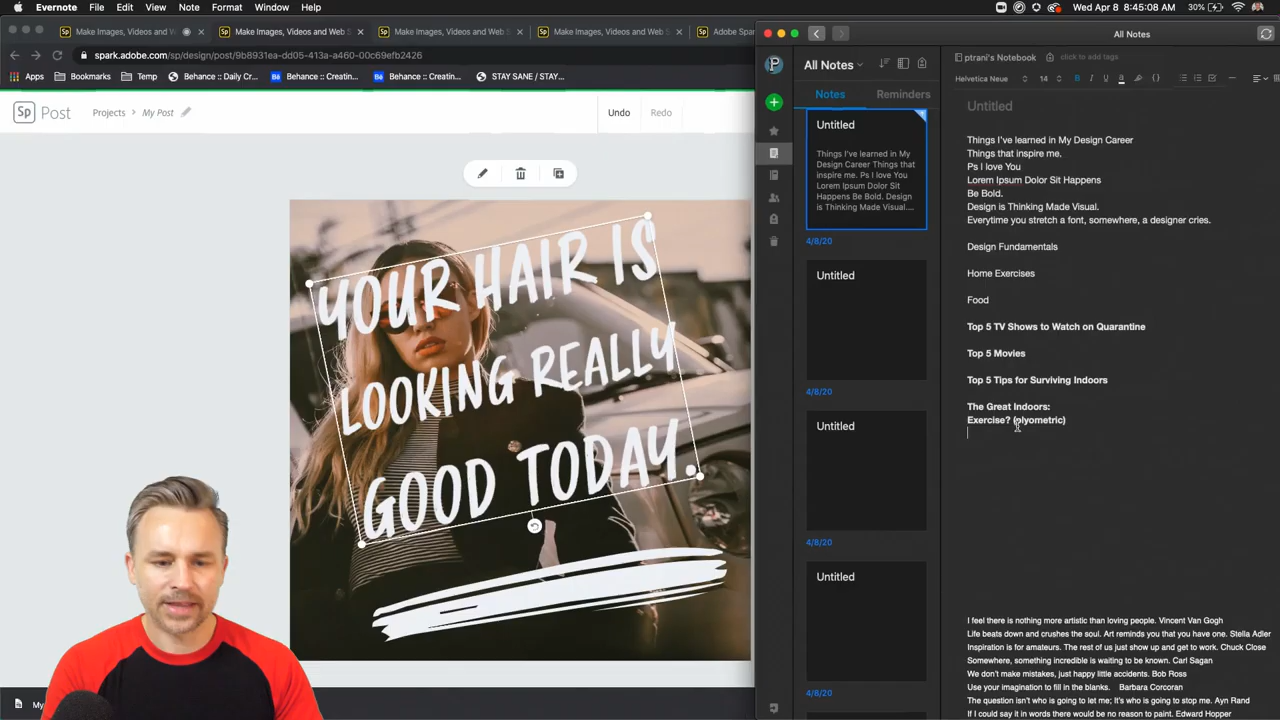 Evernote File Edit View Note Format Window Help
Wed Apr 8 8:45:08 AM 30%
Make Images, Videos and Web S
Make Images, Videos and Web S
Make Images, Videos and Web S
Make Images, Videos and Web S
Adobe Spar
spark.adobe.com/sp/design/post/9b8931ea-dd05-413a-a460-00c69bfb2426
Apps Bookmarks Temp Behance :: Daily Cr... Behance :: Creatin... Behance :: Creatin... STAY SANE / STAY...
Sp Post Projects My Post Undo Redo
YOUR HAIR IS
LOOKING REALLY
GOOD TODAY.
My
All Notes
All Notes
Notes Reminders
Untitled
Things I've learned in My
Design Career Things that
inspire me. Ps I love You
Lorem Ipsum Dolor Sit
Happens Be Bold. Design
is Thinking Made Visual....
4/8/20
Untitled
4/8/20
Untitled
4/8/20
Untitled
4/8/20
ptrani's Notebook click to add tags
Helvetica Neue 14 B I U a
Untitled
Things I've learned in My Design Career
Things that inspire me.
Ps I love You
Lorem Ipsum Dolor Sit Happens
Be Bold.
Design is Thinking Made Visual.
Everytime you stretch a font, somewhere, a designer cries.
Design Fundamentals
Home Exercises
Food
Top 5 TV Shows to Watch on Quarantine
Top 5 Movies
Top 5 Tips for Surviving Indoors
The Great Indoors:
Exercise? (plyometric)
I feel there is nothing more artistic than loving people. Vincent Van Gogh
Life beats down and crushes the soul. Art reminds you that you have one. Stella Adler
Inspiration is for amateurs. The rest of us just show up and get to work. Chuck Close
Somewhere, something incredible is waiting to be known. Carl Sagan
We don't make mistakes, just happy little accidents. Bob Ross
Use your imagination to fill in the blanks. Barbara Corcoran
The question isn't who is going to let me; It's who is going to stop me. Ayn Rand
If I could say it in words there would be no reason to paint. Edward Hopper